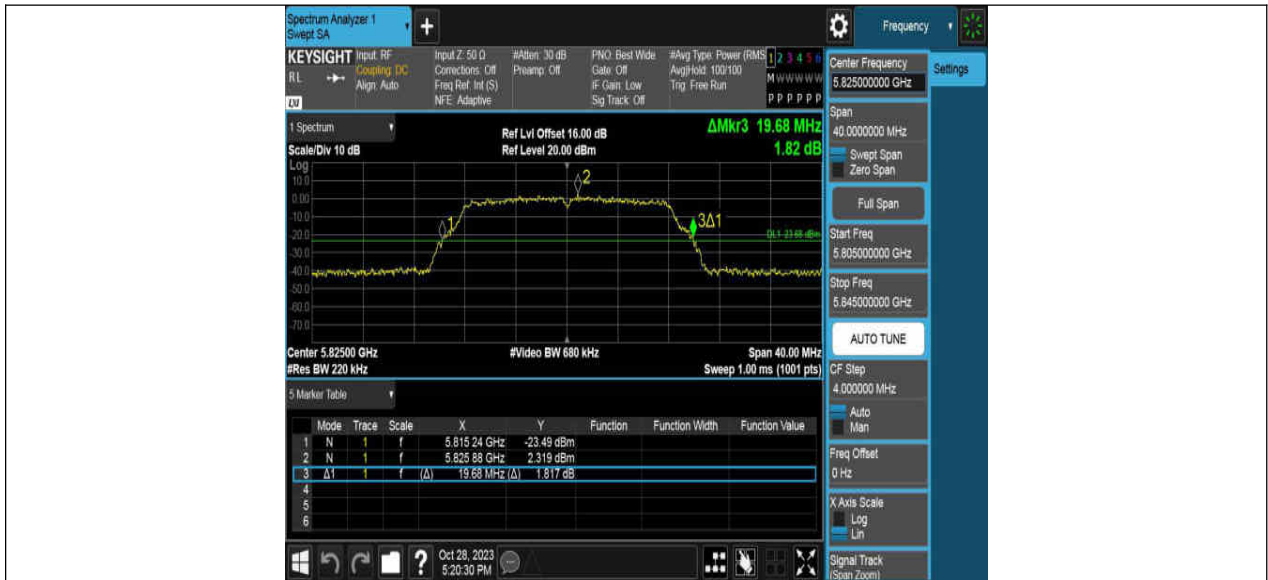 Spectrum Analyzer 1
Swept SA
+
Frequency
KEYSIGHT
RL
LXI
Input: RF
Coupling: DC
Align: Auto
Input Z: 50 Ω
Corrections: Off
Freq Ref: Int (S)
NFE: Adaptive
#Atten: 30 dB
Preamp: Off
PNO: Best Wide
Gate: Off
IF Gain: Low
Sig Track: Off
#Avg Type: Power (RMS
Avg|Hold: 100/100
Trig: Free Run
1 2 3 4 5 6
M W W W W W
P P P P P P
Center Frequency
5.825000000 GHz
Settings
Span
40.0000000 MHz
Swept Span
Zero Span
Full Span
Start Freq
5.805000000 GHz
Stop Freq
5.845000000 GHz
AUTO TUNE
CF Step
4.000000 MHz
Auto
Man
Freq Offset
0 Hz
X Axis Scale
Log
Lin
Signal Track
(Span Zoom)
1 Spectrum
Scale/Div 10 dB
Ref Lvl Offset 16.00 dB
Ref Level 20.00 dBm
ΔMkr3 19.68 MHz
1.82 dB
Log
10.0
0.00
-10.0
-20.0
-30.0
-40.0
-50.0
-60.0
-70.0
1
2
3Δ1
DL1 -23.68 dBm
Center 5.82500 GHz
#Video BW 680 kHz
Span 40.00 MHz
#Res BW 220 kHz
Sweep 1.00 ms (1001 pts)
5 Marker Table
Mode Trace Scale X Y Function Function Width Function Value
1 N 1 f 5.815 24 GHz -23.49 dBm
2 N 1 f 5.825 88 GHz 2.319 dBm
3 Δ1 1 f (Δ) 19.68 MHz (Δ) 1.817 dB
4
5
6
?
Oct 28, 2023
5:20:30 PM